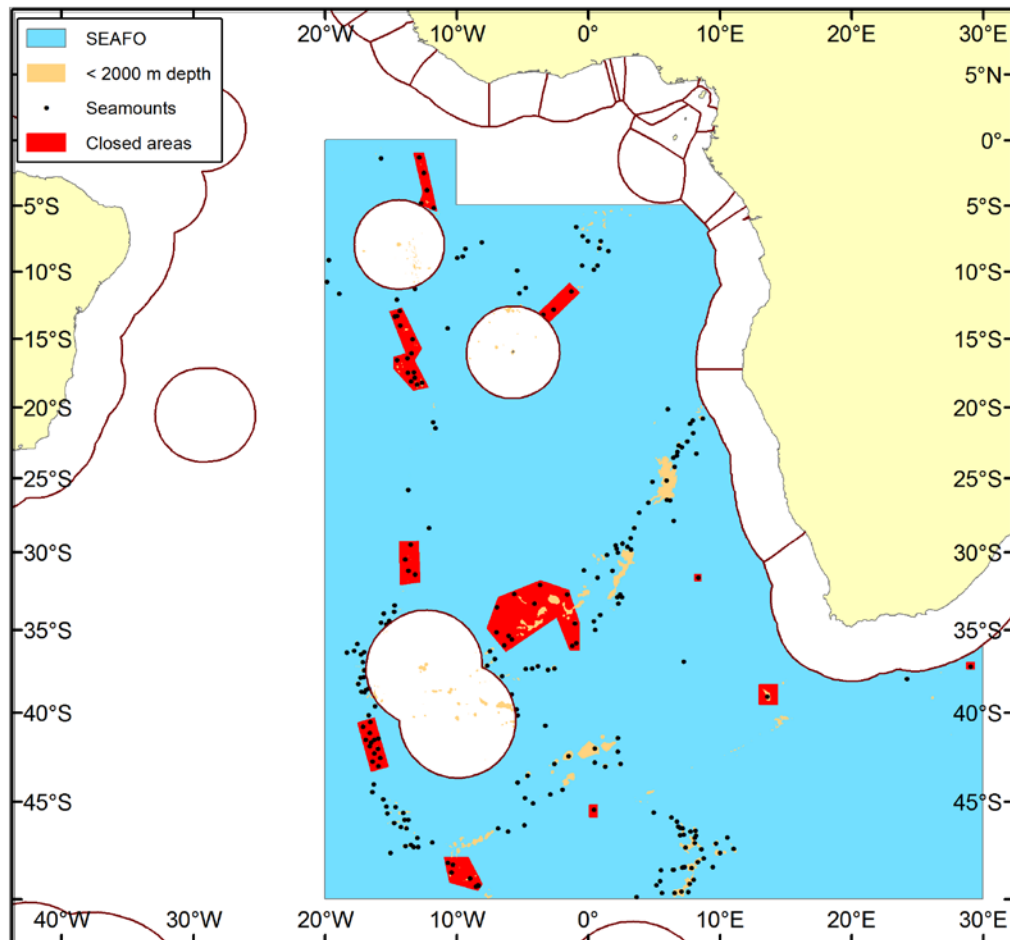 SEAFO
< 2000 m depth
Seamounts
Closed areas
20°W 10°W 0° 10°E 20°E 30°E
5°N
0°
5°S 5°S
10°S 10°S
15°S 15°S
20°S 20°S
25°S 25°S
30°S 30°S
35°S 35°S
40°S 40°S
45°S 45°S
40°W 30°W 20°W 10°W 0° 10°E 20°E 30°E